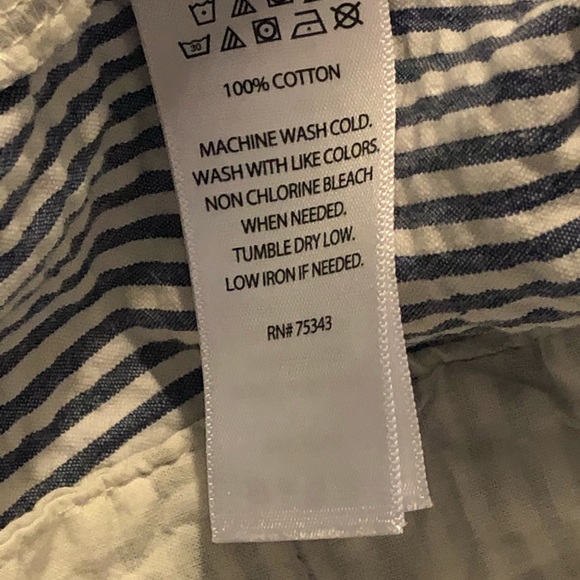 30
100% COTTON
MACHINE WASH COLD.
WASH WITH LIKE COLORS.
NON CHLORINE BLEACH
WHEN NEEDED.
TUMBLE DRY LOW.
LOW IRON IF NEEDED.
RN# 75343